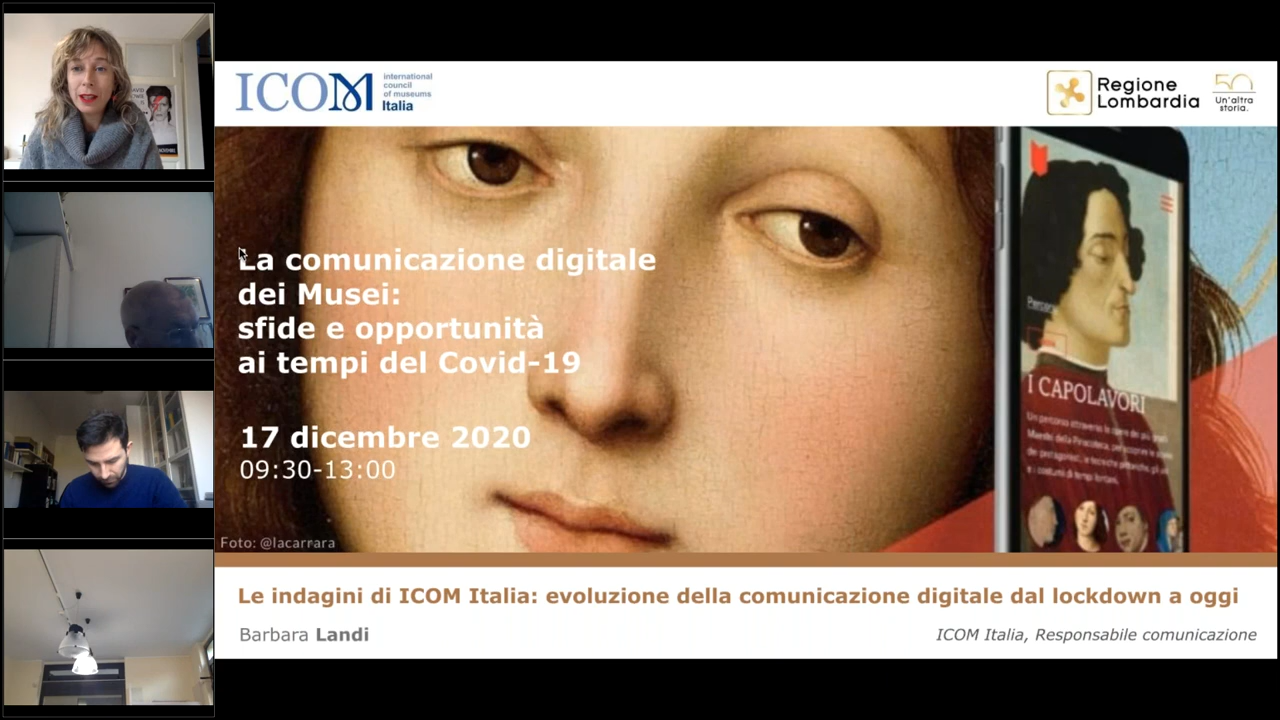 ICOM
international
council
of museums
Italia
Regione
Lombardia
50
Un'altra
storia.
La comunicazione digitale
dei Musei:
sfide e opportunità
ai tempi del Covid-19
17 dicembre 2020
09:30-13:00
Percorsi
I CAPOLAVORI
Foto: @lacarrara
Le indagini di ICOM Italia: evoluzione della comunicazione digitale dal lockdown a oggi
Barbara Landi
ICOM Italia, Responsabile comunicazione